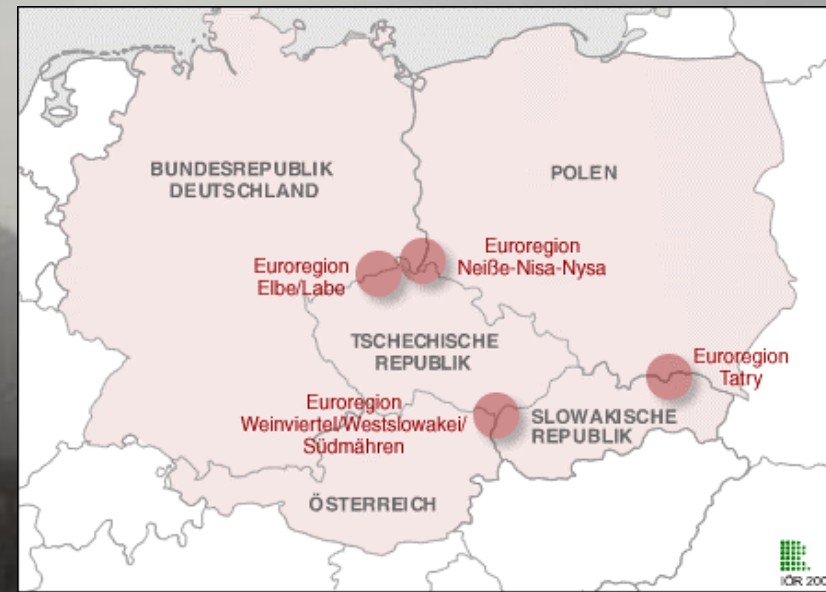 BUNDESREPUBLIK
DEUTSCHLAND
POLEN
Euroregion
Elbe/Labe
Euroregion
Neiße-Nisa-Nysa
TSCHECHISCHE
REPUBLIK
Euroregion
Tatry
Euroregion
Weinviertel/Westslowakei/
Südmähren
SLOWAKISCHE
REPUBLIK
ÖSTERREICH
IÖR 200